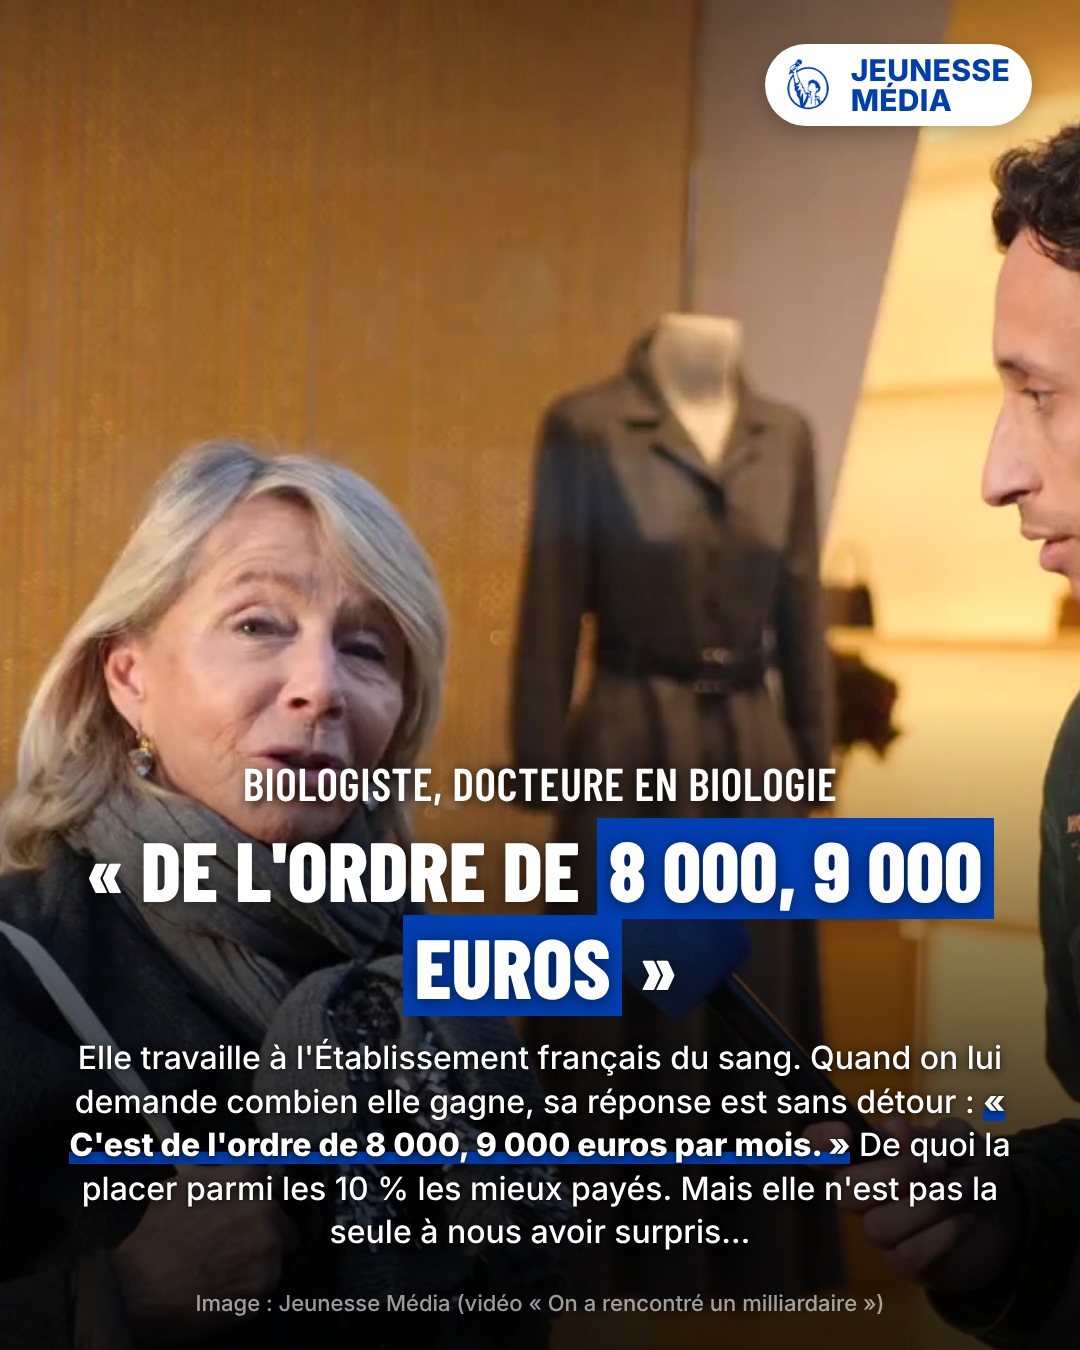 JEUNESSE
MÉDIA
BIOLOGISTE, DOCTEURE EN BIOLOGIE
« DE L'ORDRE DE 8 000, 9 000
EUROS »
Elle travaille à l'Établissement français du sang. Quand on lui
demande combien elle gagne, sa réponse est sans détour : «
C'est de l'ordre de 8 000, 9 000 euros par mois. » De quoi la
placer parmi les 10 % les mieux payés. Mais elle n'est pas la
seule à nous avoir surpris...
Image : Jeunesse Média (vidéo « On a rencontré un milliardaire »)